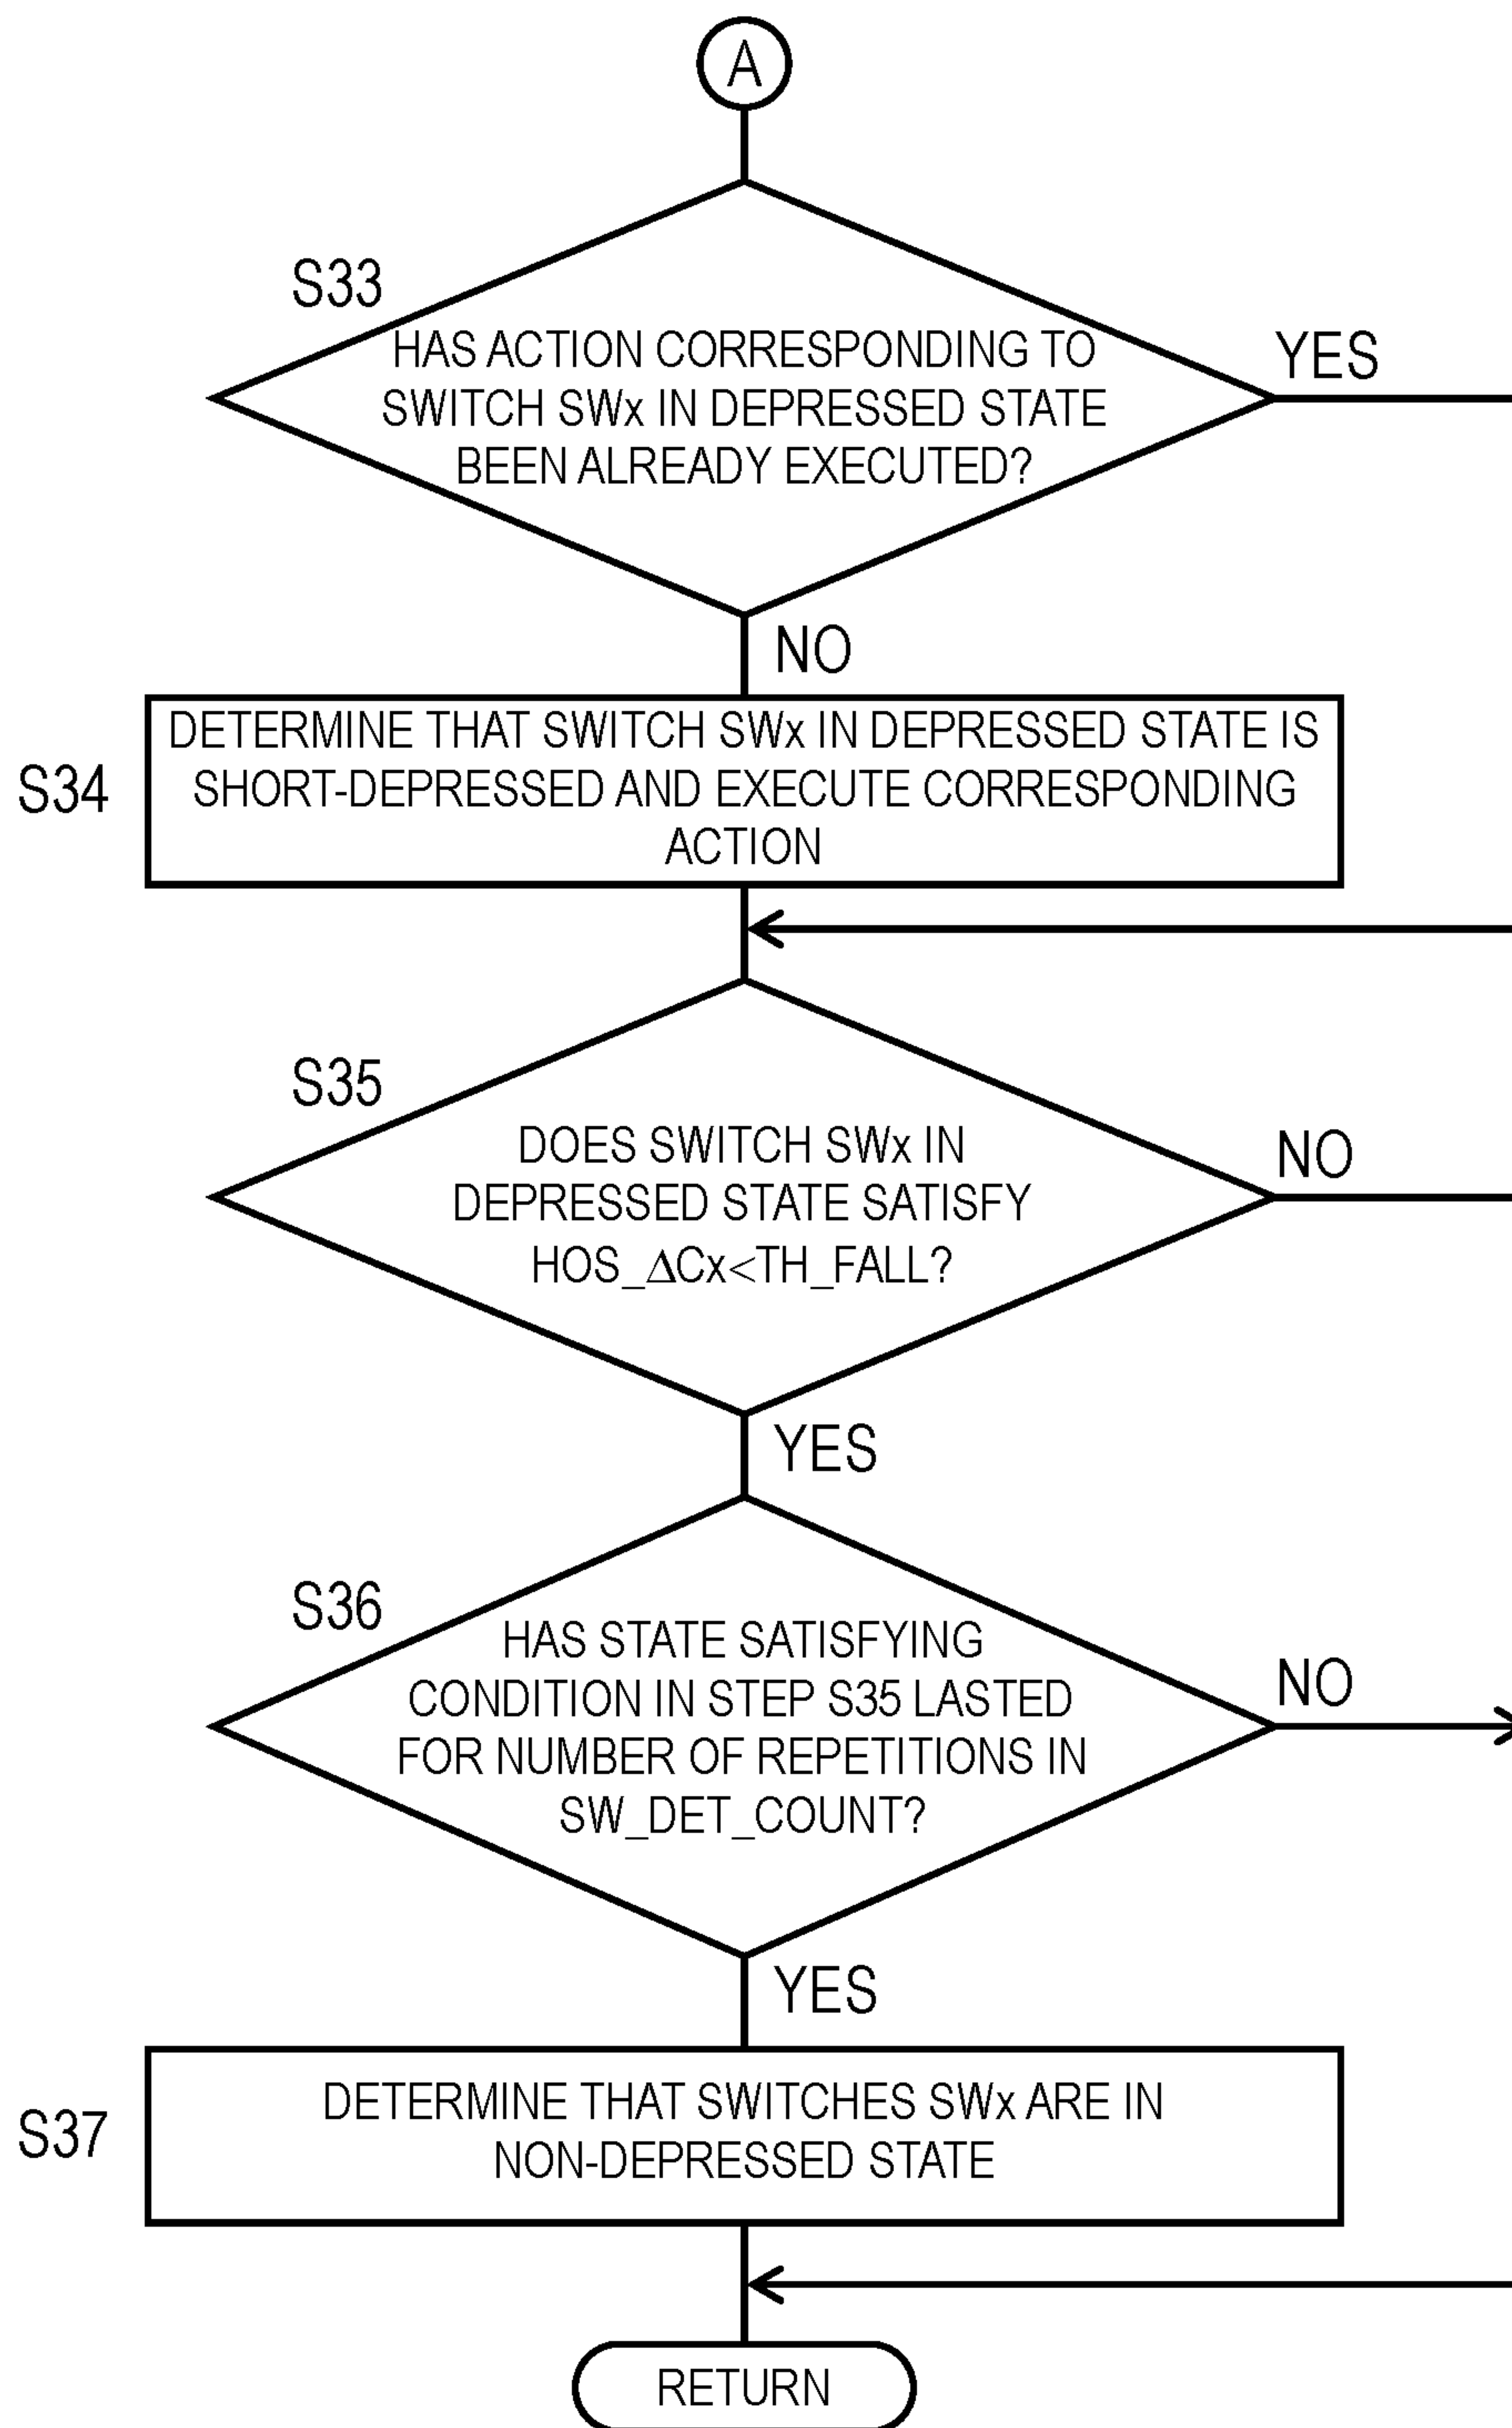 A
S33
HAS ACTION CORRESPONDING TO
SWITCH SWx IN DEPRESSED STATE
BEEN ALREADY EXECUTED?
YES
NO
S34
DETERMINE THAT SWITCH SWx IN DEPRESSED STATE IS
SHORT-DEPRESSED AND EXECUTE CORRESPONDING
ACTION
S35
DOES SWITCH SWx IN
DEPRESSED STATE SATISFY
HOS_ΔCx<TH_FALL?
NO
YES
S36
HAS STATE SATISFYING
CONDITION IN STEP S35 LASTED
FOR NUMBER OF REPETITIONS IN
SW_DET_COUNT?
NO
YES
S37
DETERMINE THAT SWITCHES SWx ARE IN
NON-DEPRESSED STATE
RETURN